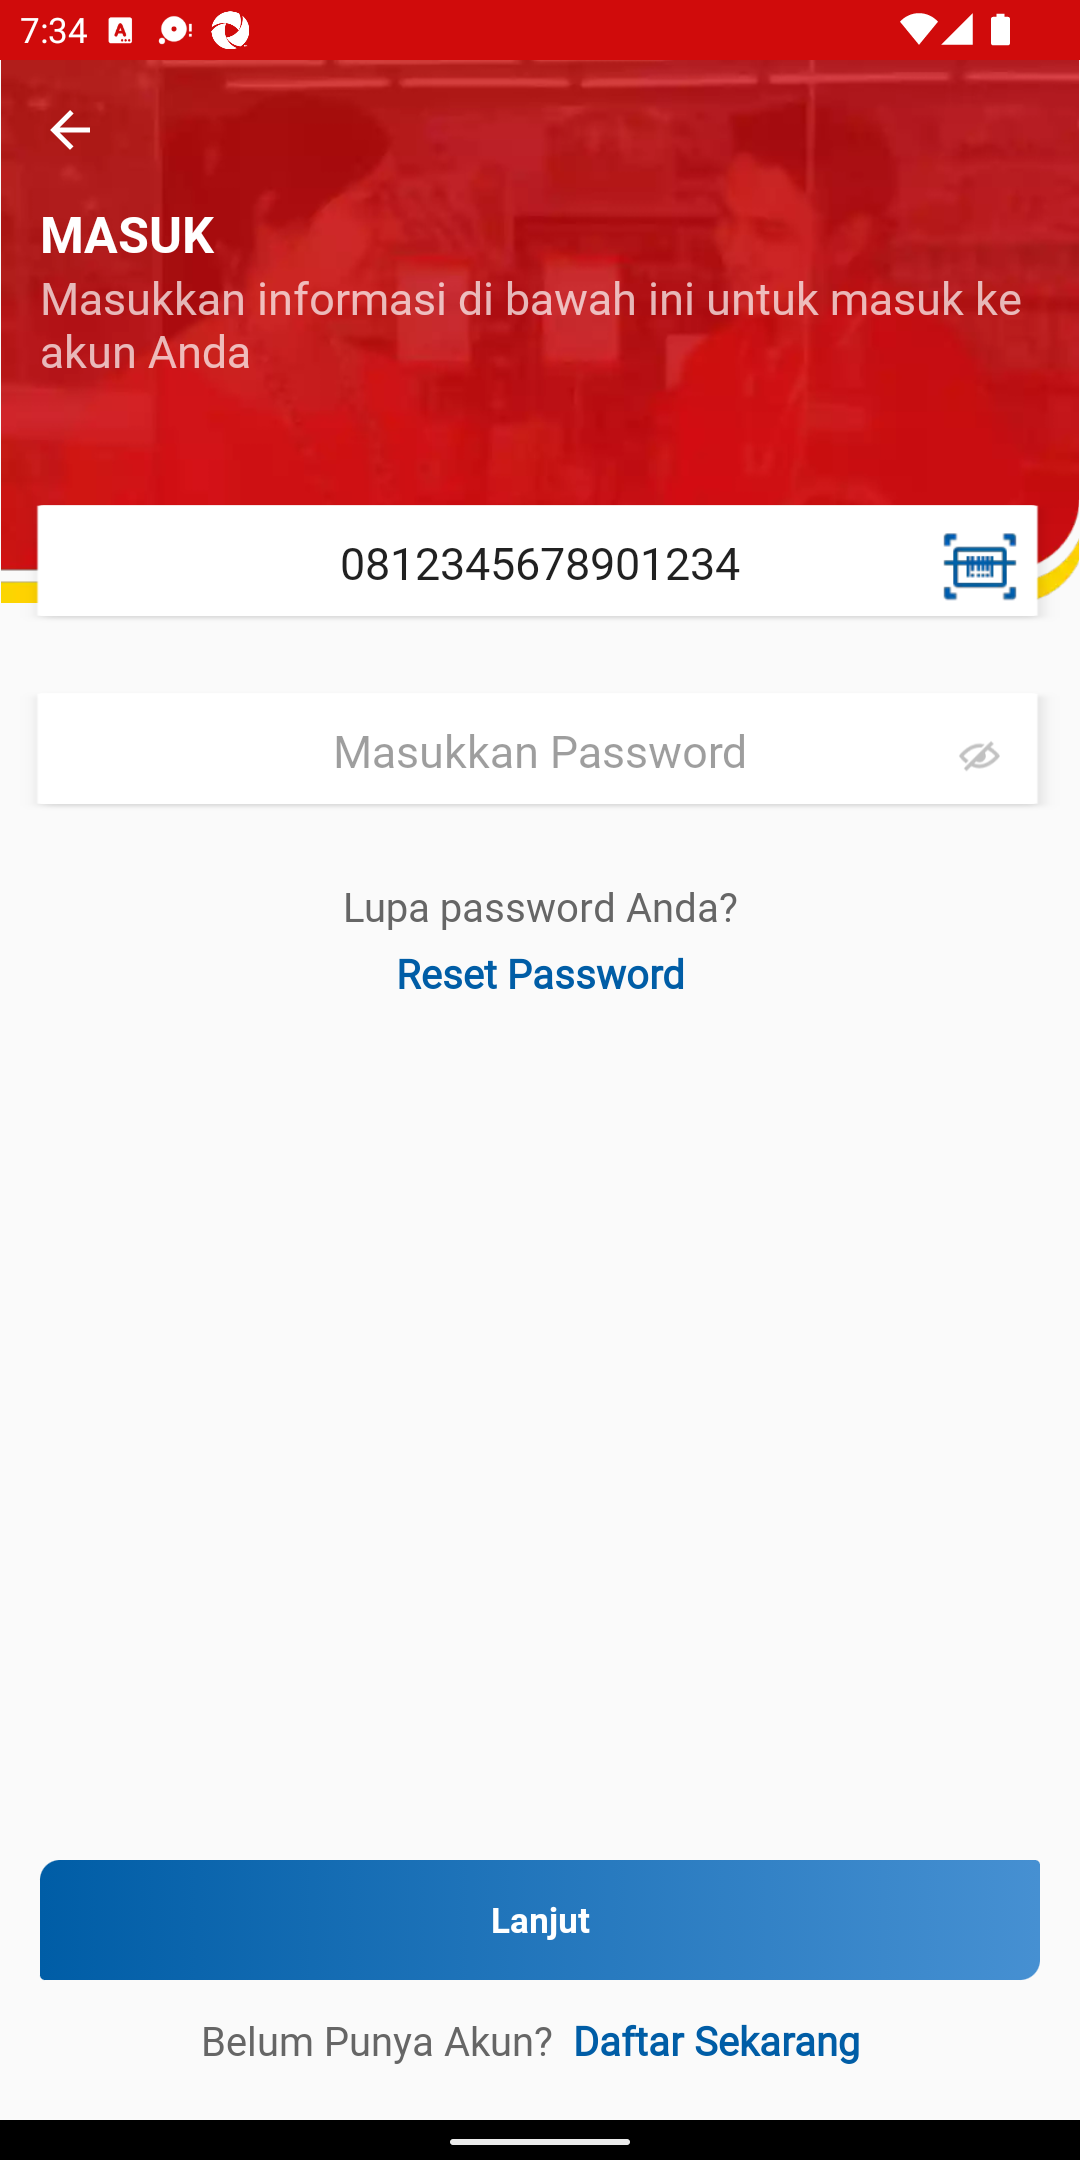 7:34
MASUK
Masukkan informasi di bawah ini untuk masuk ke
akun Anda
0812345678901234
Masukkan Password
Lupa password Anda?
Reset Password
Lanjut
Belum Punya Akun? Daftar Sekarang